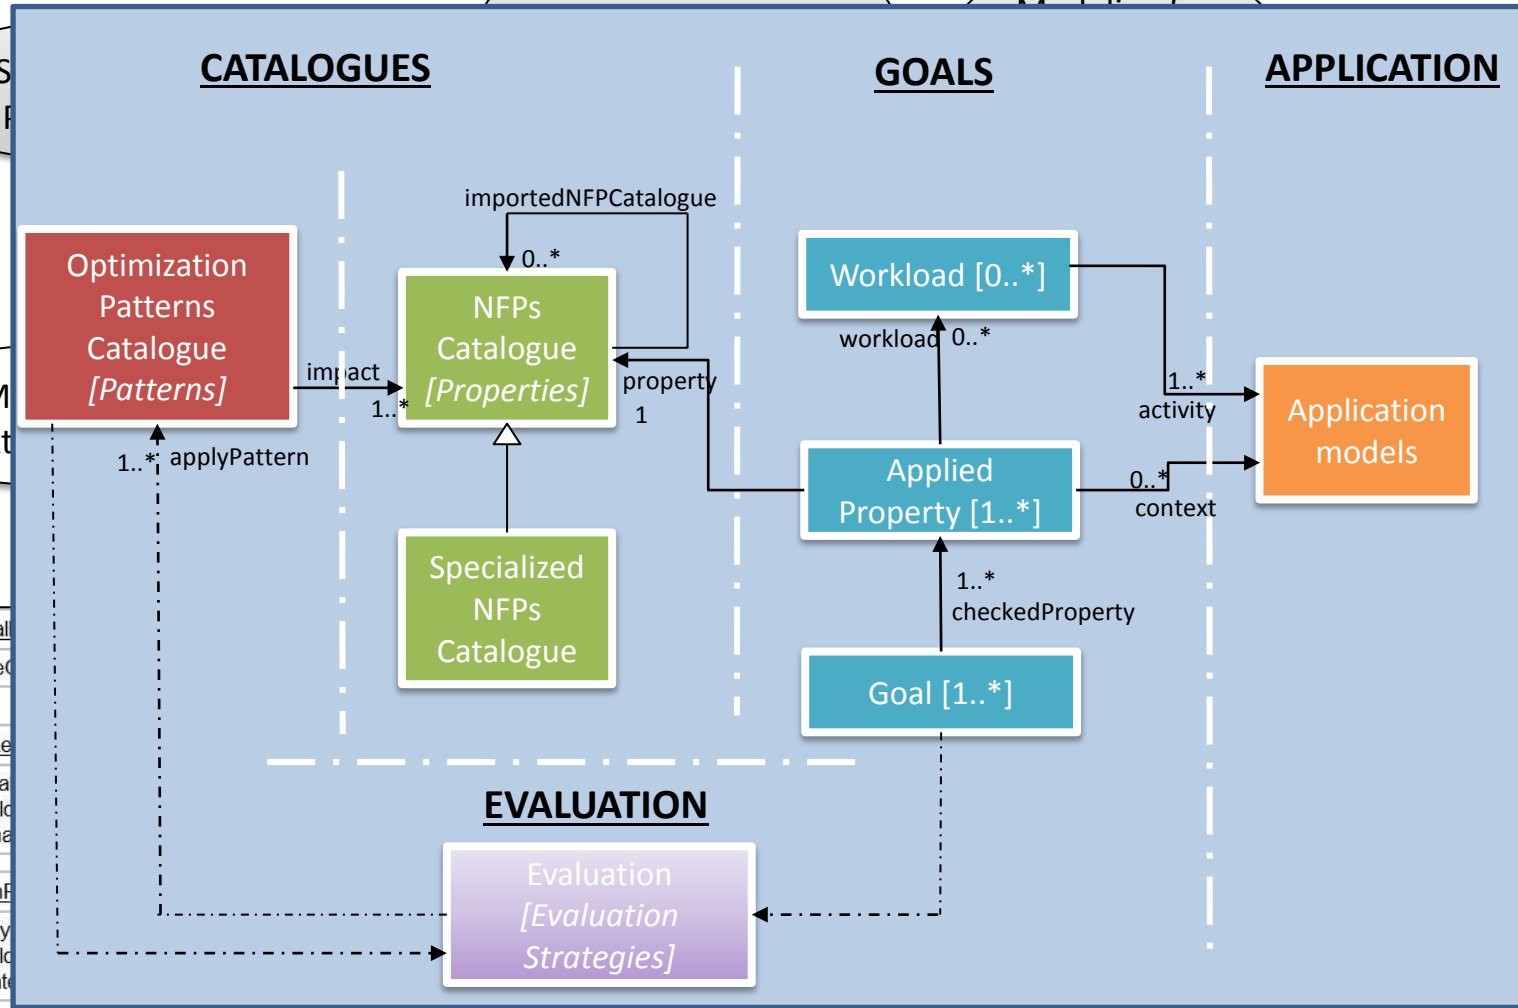 CATALOGUES
GOALS
APPLICATION
importedNFPCatalogue
0..*
Optimization
Patterns
Catalogue
[Patterns]
impact
1..*
NFPs
Catalogue
[Properties]
property
1
Workload [0..*]
workload 0..*
1..*
activity
Application
models
1..* applyPattern
Applied
Property [1..*]
0..*
context
Specialized
NFPs
Catalogue
1..*
checkedProperty
Goal [1..*]
EVALUATION
Evaluation
[Evaluation
Strategies]